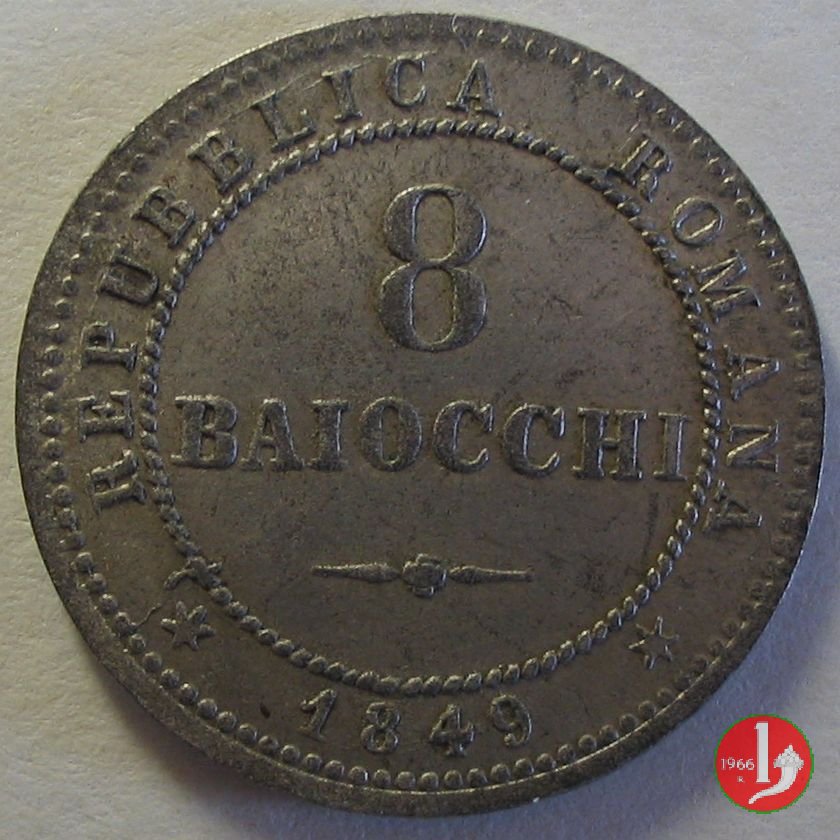 REPUBBLICA ROMANA
8
BAIOCCHI
1849
1966
R.